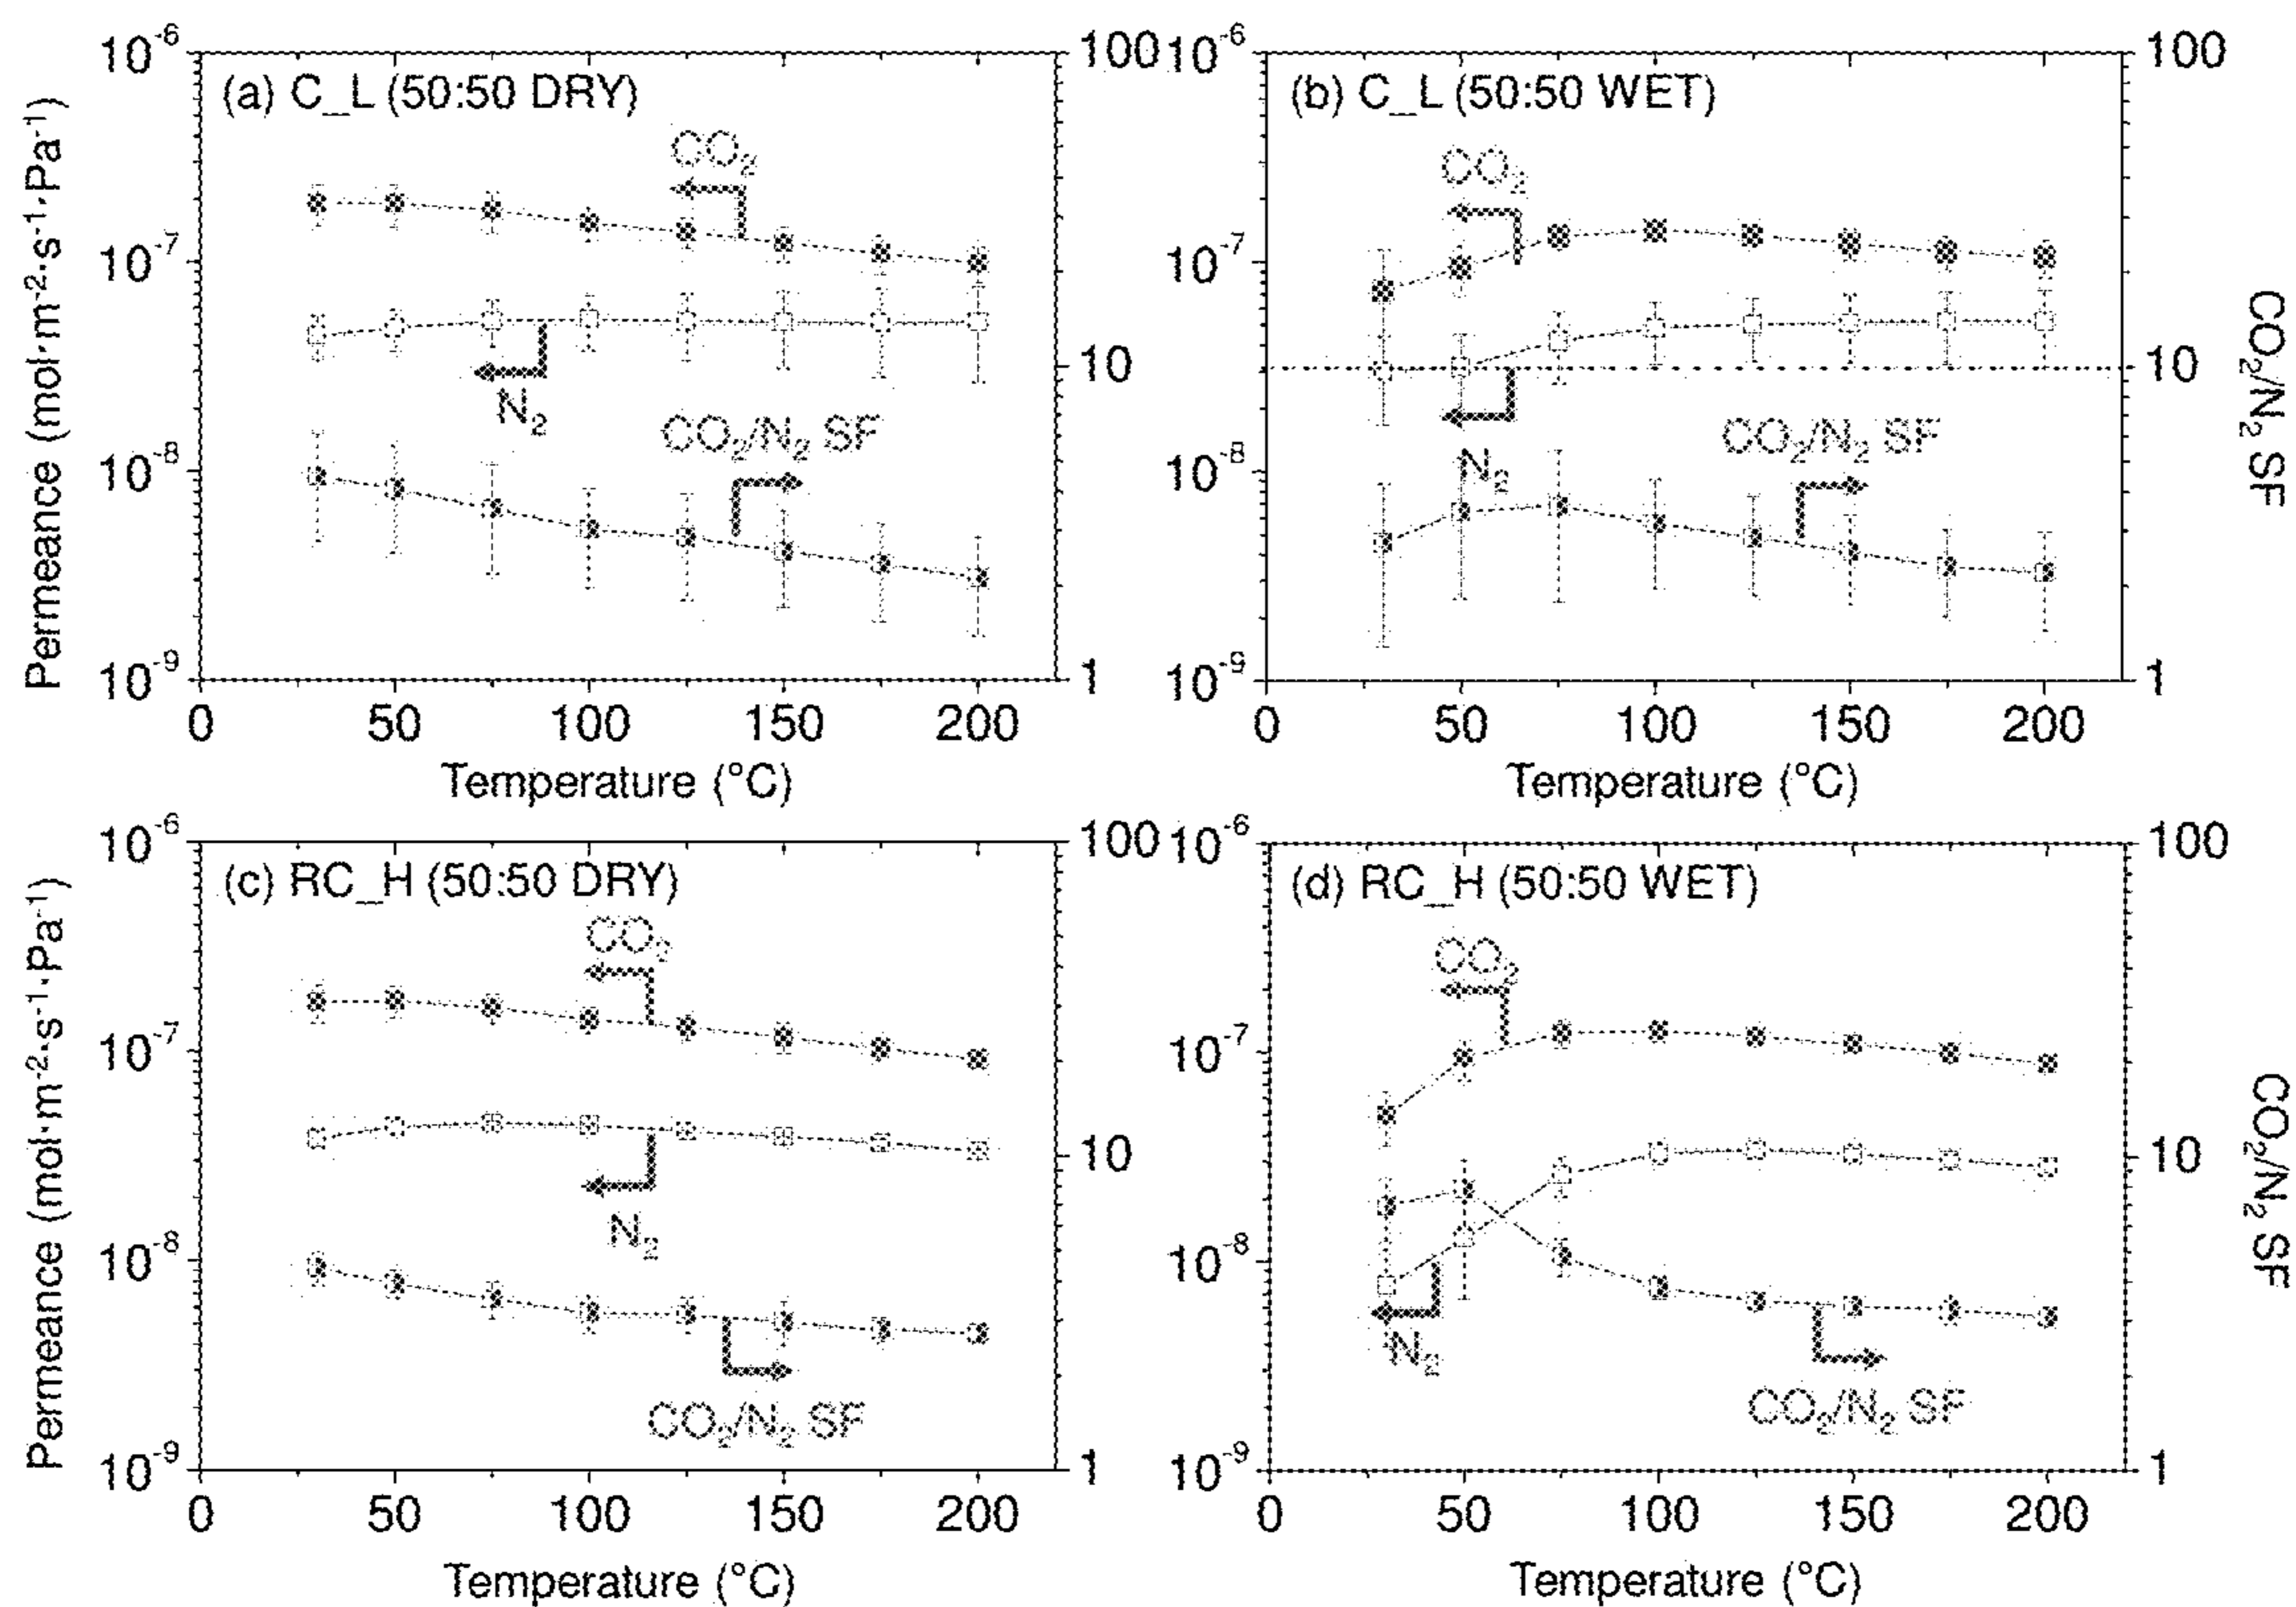 (a) C_L (50:50 DRY)
Permeance (mol·m⁻²·s⁻¹·Pa⁻¹)
10⁻⁶
10⁻⁷
10⁻⁸
10⁻⁹
100
10
1
CO₂
N₂
CO₂/N₂ SF
0 50 100 150 200
Temperature (°C)
(b) C_L (50:50 WET)
10⁻⁶
10⁻⁷
10⁻⁸
10⁻⁹
100
10
1
CO₂/N₂ SF
CO₂
N₂
CO₂/N₂ SF
0 50 100 150 200
Temperature (°C)
(c) RC_H (50:50 DRY)
Permeance (mol·m⁻²·s⁻¹·Pa⁻¹)
10⁻⁶
10⁻⁷
10⁻⁸
10⁻⁹
100
10
1
CO₂
N₂
CO₂/N₂ SF
0 50 100 150 200
Temperature (°C)
(d) RC_H (50:50 WET)
10⁻⁶
10⁻⁷
10⁻⁸
10⁻⁹
100
10
1
CO₂/N₂ SF
CO₂
N₂
CO₂/N₂ SF
0 50 100 150 200
Temperature (°C)